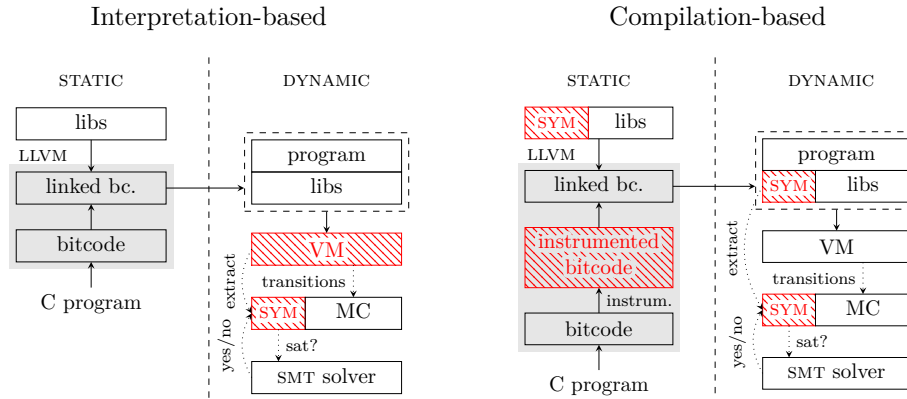 Interpretation-based
STATIC
DYNAMIC
libs
LLVM
linked bc.
bitcode
C program
program
libs
VM
extract
transitions
SYM
MC
yes/no
sat?
SMT solver
Compilation-based
STATIC
DYNAMIC
SYM
libs
LLVM
linked bc.
instrumented
bitcode
instrum.
bitcode
C program
program
SYM
libs
extract
VM
transitions
SYM
MC
yes/no
sat?
SMT solver